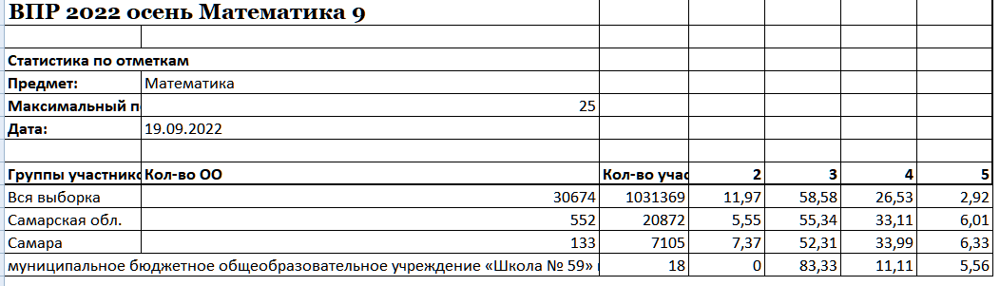 ВПР 2022 осень Математика 9
Статистика по отметкам
Предмет: Математика
Максимальный п 25
Дата: 19.09.2022
Группы участник Кол-во ОО Кол-во учас 2 3 4 5
Вся выборка 30674 1031369 11,97 58,58 26,53 2,92
Самарская обл. 552 20872 5,55 55,34 33,11 6,01
Самара 133 7105 7,37 52,31 33,99 6,33
муниципальное бюджетное общеобразовательное учреждение «Школа № 59» 18 0 83,33 11,11 5,56